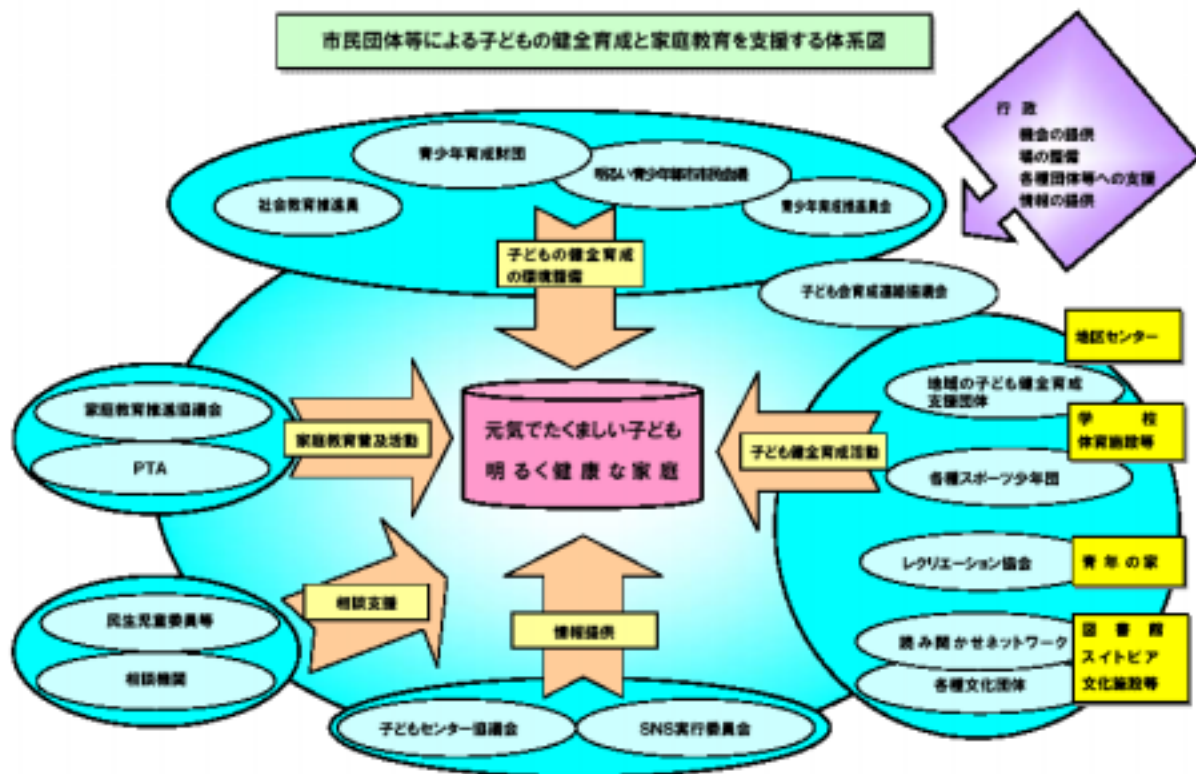 市民団体等による子どもの健全育成と家庭教育を支援する体系図
行 政
機会の提供
場の整備
各種団体等への支援
情報の提供
青少年育成財団
明るい青少年都市市民会議
社会教育推進員
青少年育成推進員会
子どもの健全育成
の環境整備
子ども会育成連絡協議会
地区センター
家庭教育推進協議会
PTA
家庭教育普及活動
元気でたくましい子ども
明るく健康な家庭
子ども健全育成活動
地域の子ども健全育成
支援団体
学 校
体育施設等
各種スポーツ少年団
レクリエーション協会
青年の家
民生児童委員等
相談機関
相談支援
情報提供
読み聞かせネットワーク
各種文化団体
図書館
スイトピア
文化施設等
子どもセンター協議会
SNS実行委員会